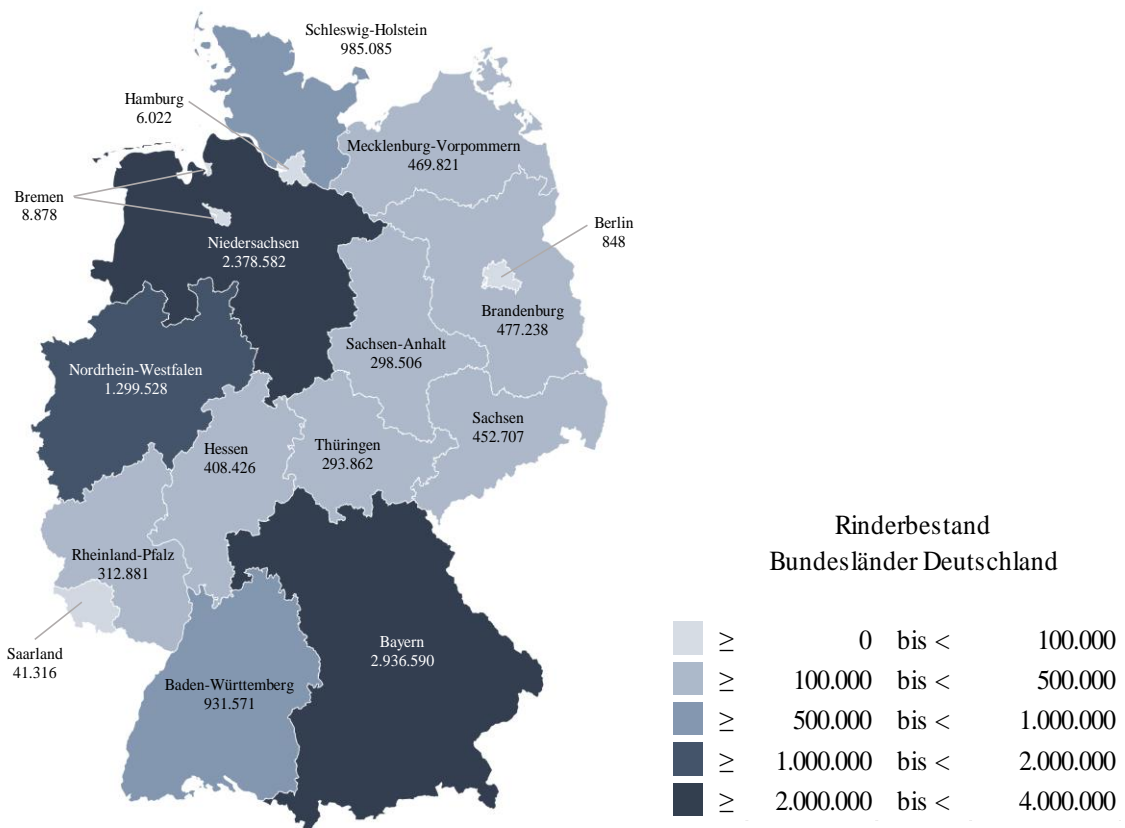 Schleswig-Holstein
985.085
Hamburg
6.022
Mecklenburg-Vorpommern
469.821
Bremen
8.878
Berlin
848
Niedersachsen
2.378.582
Brandenburg
477.238
Sachsen-Anhalt
298.506
Nordrhein-Westfalen
1.299.528
Sachsen
452.707
Hessen
408.426
Thüringen
293.862
Rheinland-Pfalz
312.881
Saarland
41.316
Bayern
2.936.590
Baden-Württemberg
931.571
Rinderbestand
Bundesländer Deutschland
≥ 0 bis < 100.000
≥ 100.000 bis < 500.000
≥ 500.000 bis < 1.000.000
≥ 1.000.000 bis < 2.000.000
≥ 2.000.000 bis < 4.000.000